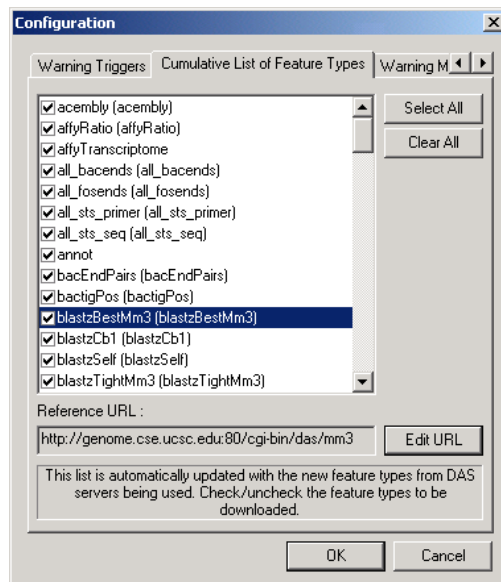 Configuration
Warning Triggers
Cumulative List of Feature Types
Warning M
acembly (acembly)
Select All
affyRatio (affyRatio)
affyTranscriptome
Clear All
all_bacends (all_bacends)
all_fosends (all_fosends)
all_sts_primer (all_sts_primer)
all_sts_seq (all_sts_seq)
annot
bacEndPairs (bacEndPairs)
bactigPos (bactigPos)
blastzBestMm3 (blastzBestMm3)
blastzCb1 (blastzCb1)
blastzSelf (blastzSelf)
blastzTightMm3 (blastzTightMm3)
Reference URL :
http://genome.cse.ucsc.edu:80/cgi-bin/das/mm3
Edit URL
This list is automatically updated with the new feature types from DAS
servers being used. Check/uncheck the feature types to be
downloaded.
OK
Cancel